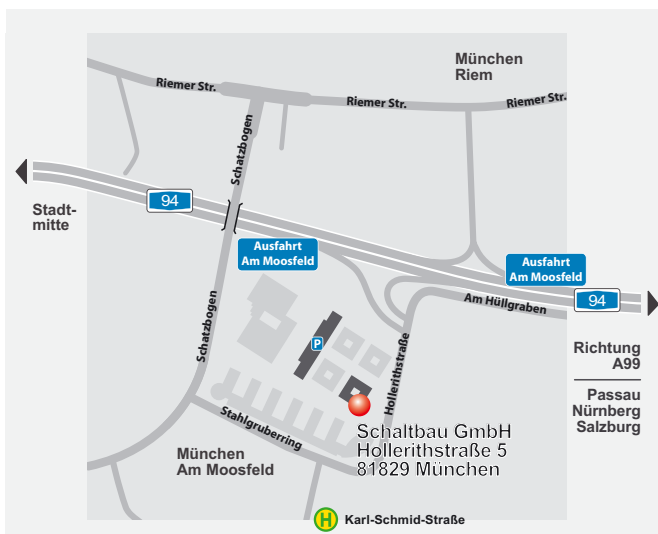 München
Riem
Riemer Str.
Riemer Str.
Riemer Str.
Schatzbogen
94
Stadt-
mitte
Ausfahrt
Am Moosfeld
Ausfahrt
Am Moosfeld
94
Am Hüllgraben
Schatzbogen
P
Hollerithstraße
Richtung
A99
Passau
Nürnberg
Salzburg
Stahlgruberring
Schaltbau GmbH
Hollerithstraße 5
81829 München
München
Am Moosfeld
H Karl-Schmid-Straße